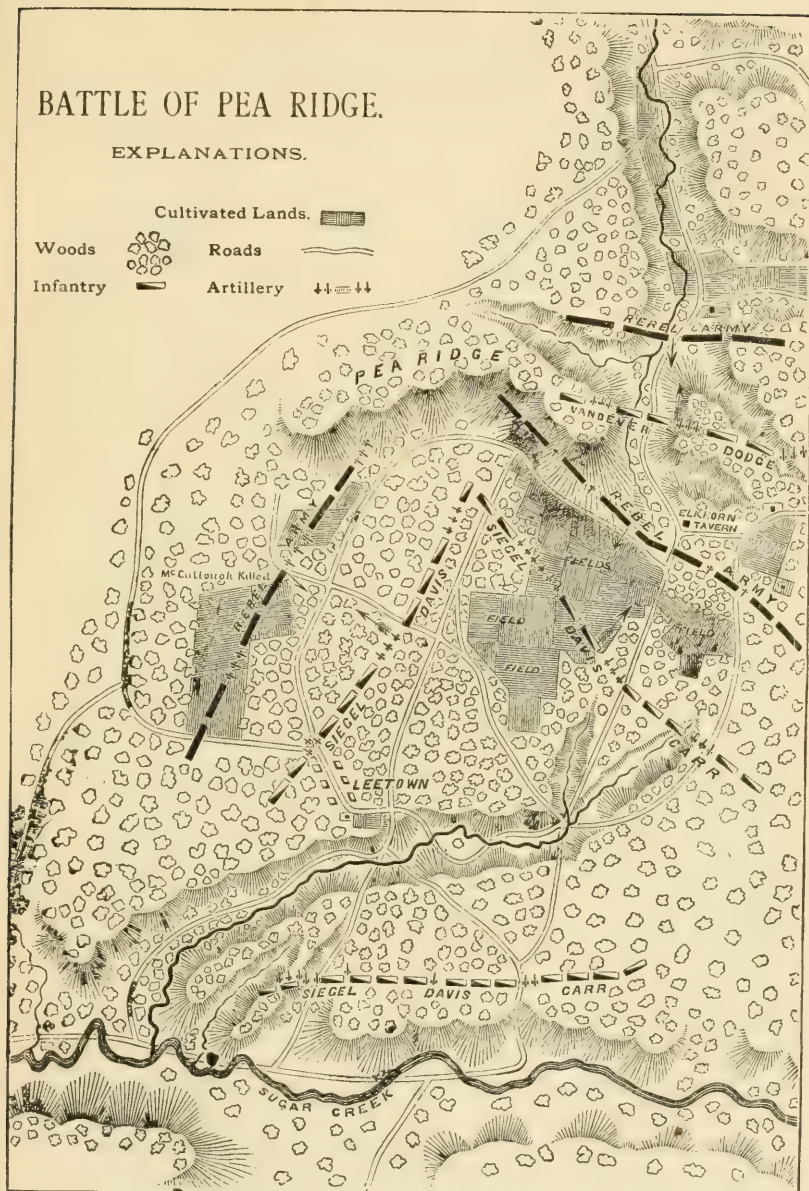 BATTLE OF PEA RIDGE.
EXPLANATIONS.
Cultivated Lands.
Woods
Roads
Infantry
Artillery
REBEL ARMY
PEA RIDGE
VANDEVER
DODGE
REBEL ARMY
ELKHORN
TAVERN
REBEL ARMY
McCullough Killed
DAVIS
SIEGEL
FIELDS
FIELD
FIELD
FIELD
DAVIS
SIEGEL
CARR
LEETOWN
SIEGEL
DAVIS
CARR
SUGAR CREEK